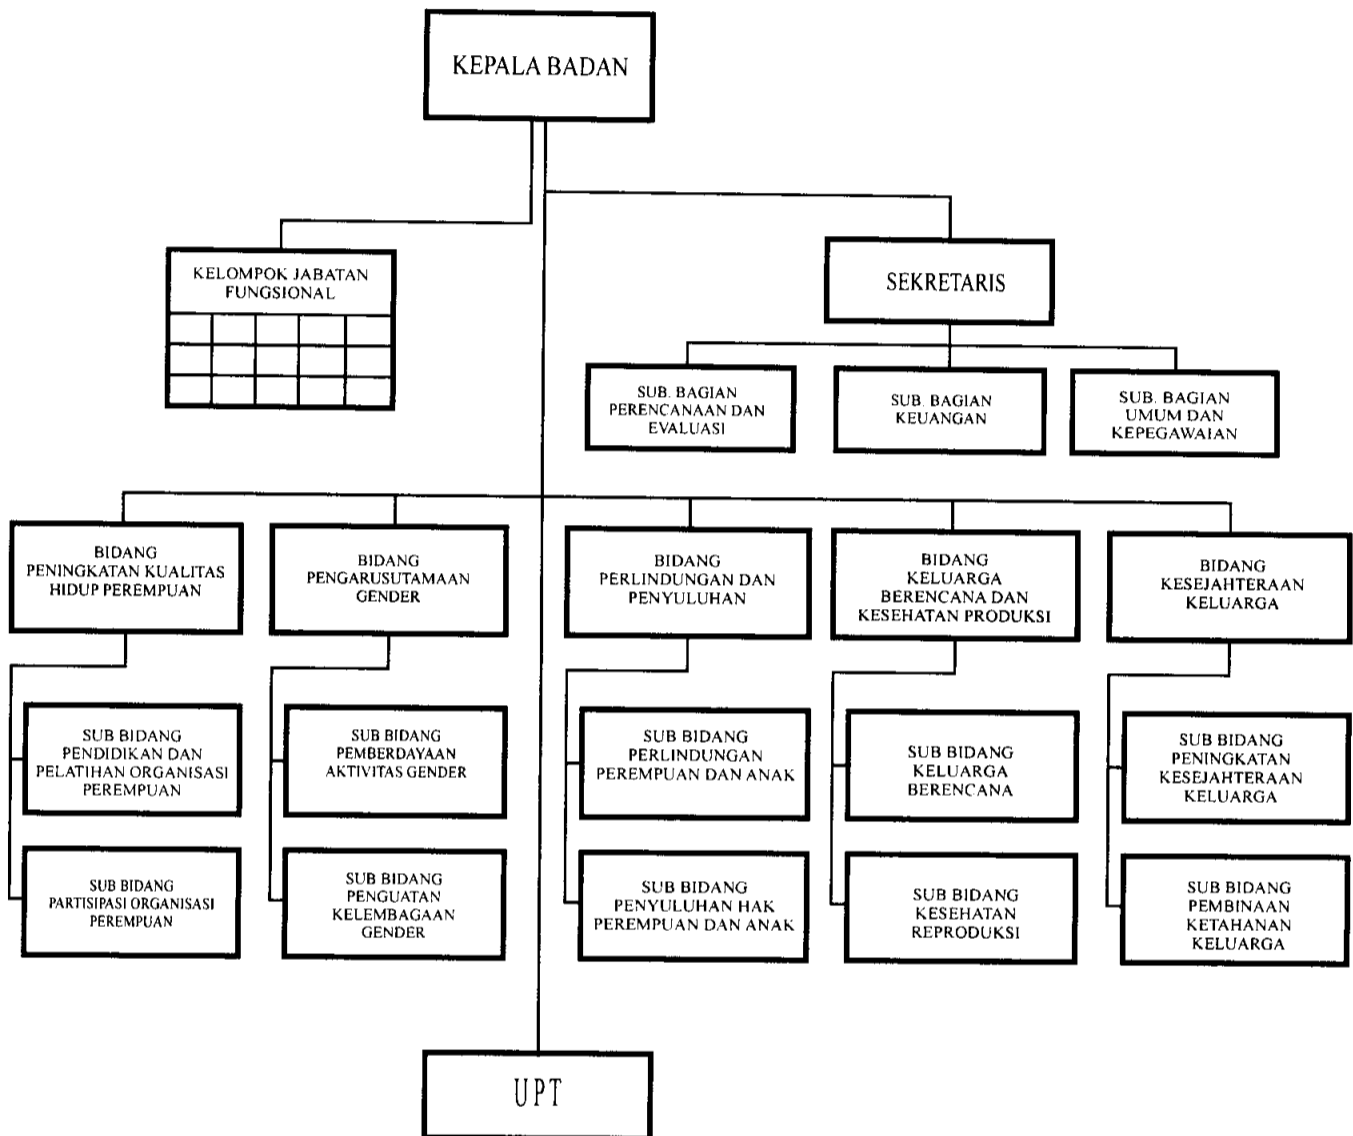 KEPALA BADAN
KELOMPOK JABATAN
FUNGSIONAL
SEKRETARIS
SUB. BAGIAN
PERENCANAAN DAN
EVALUASI
SUB. BAGIAN
KEUANGAN
SUB. BAGIAN
UMUM DAN
KEPEGAWAIAN
BIDANG
PENINGKATAN KUALITAS
HIDUP PEREMPUAN
BIDANG
PENGARUSUTAMAAN
GENDER
BIDANG
PERLINDUNGAN DAN
PENYULUHAN
BIDANG
KELUARGA
BERENCANA DAN
KESEHATAN PRODUKSI
BIDANG
KESEJAHTERAAN
KELUARGA
SUB BIDANG
PENDIDIKAN DAN
PELATIHAN ORGANISASI
PEREMPUAN
SUB BIDANG
PEMBERDAYAAN
AKTIVITAS GENDER
SUB BIDANG
PERLINDUNGAN
PEREMPUAN DAN ANAK
SUB BIDANG
KELUARGA
BERENCANA
SUB BIDANG
PENINGKATAN
KESEJAHTERAAN
KELUARGA
SUB BIDANG
PARTISIPASI ORGANISASI
PEREMPUAN
SUB BIDANG
PENGUATAN
KELEMBAGAAN
GENDER
SUB BIDANG
PENYULUHAN HAK
PEREMPUAN DAN ANAK
SUB BIDANG
KESEHATAN
REPRODUKSI
SUB BIDANG
PEMBINAAN
KETAHANAN
KELUARGA
UPT